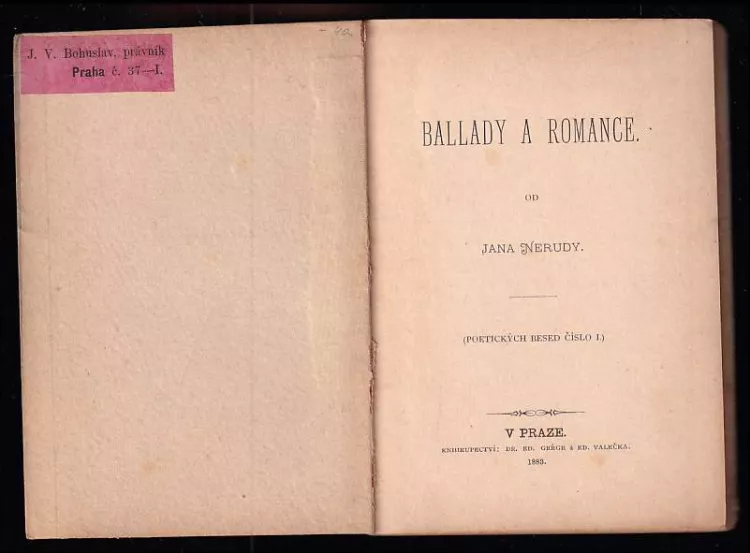 J. V. Bohuslav, právník
Praha č. 37—I.
BALLADY A ROMANCE.
OD
JANA NERUDY.
(POETICKÝCH BESED ČÍSLO I.)
V PRAZE.
KNIHKUPECTVÍ: DR. ED. GRÉGR & ED. VALEČKA.
1883.